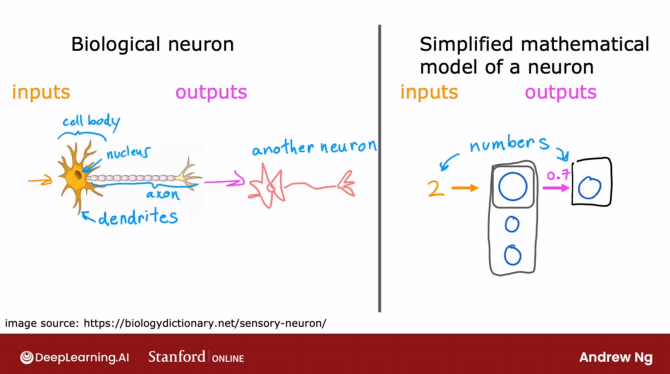 Biological neuron
inputs
outputs
cell body
nucleus
axon
dendrites
another neuron
Simplified mathematical
model of a neuron
inputs
outputs
numbers
2
0.7
image source: https://biologydictionary.net/sensory-neuron/
DeepLearning.AI
Stanford ONLINE
Andrew Ng